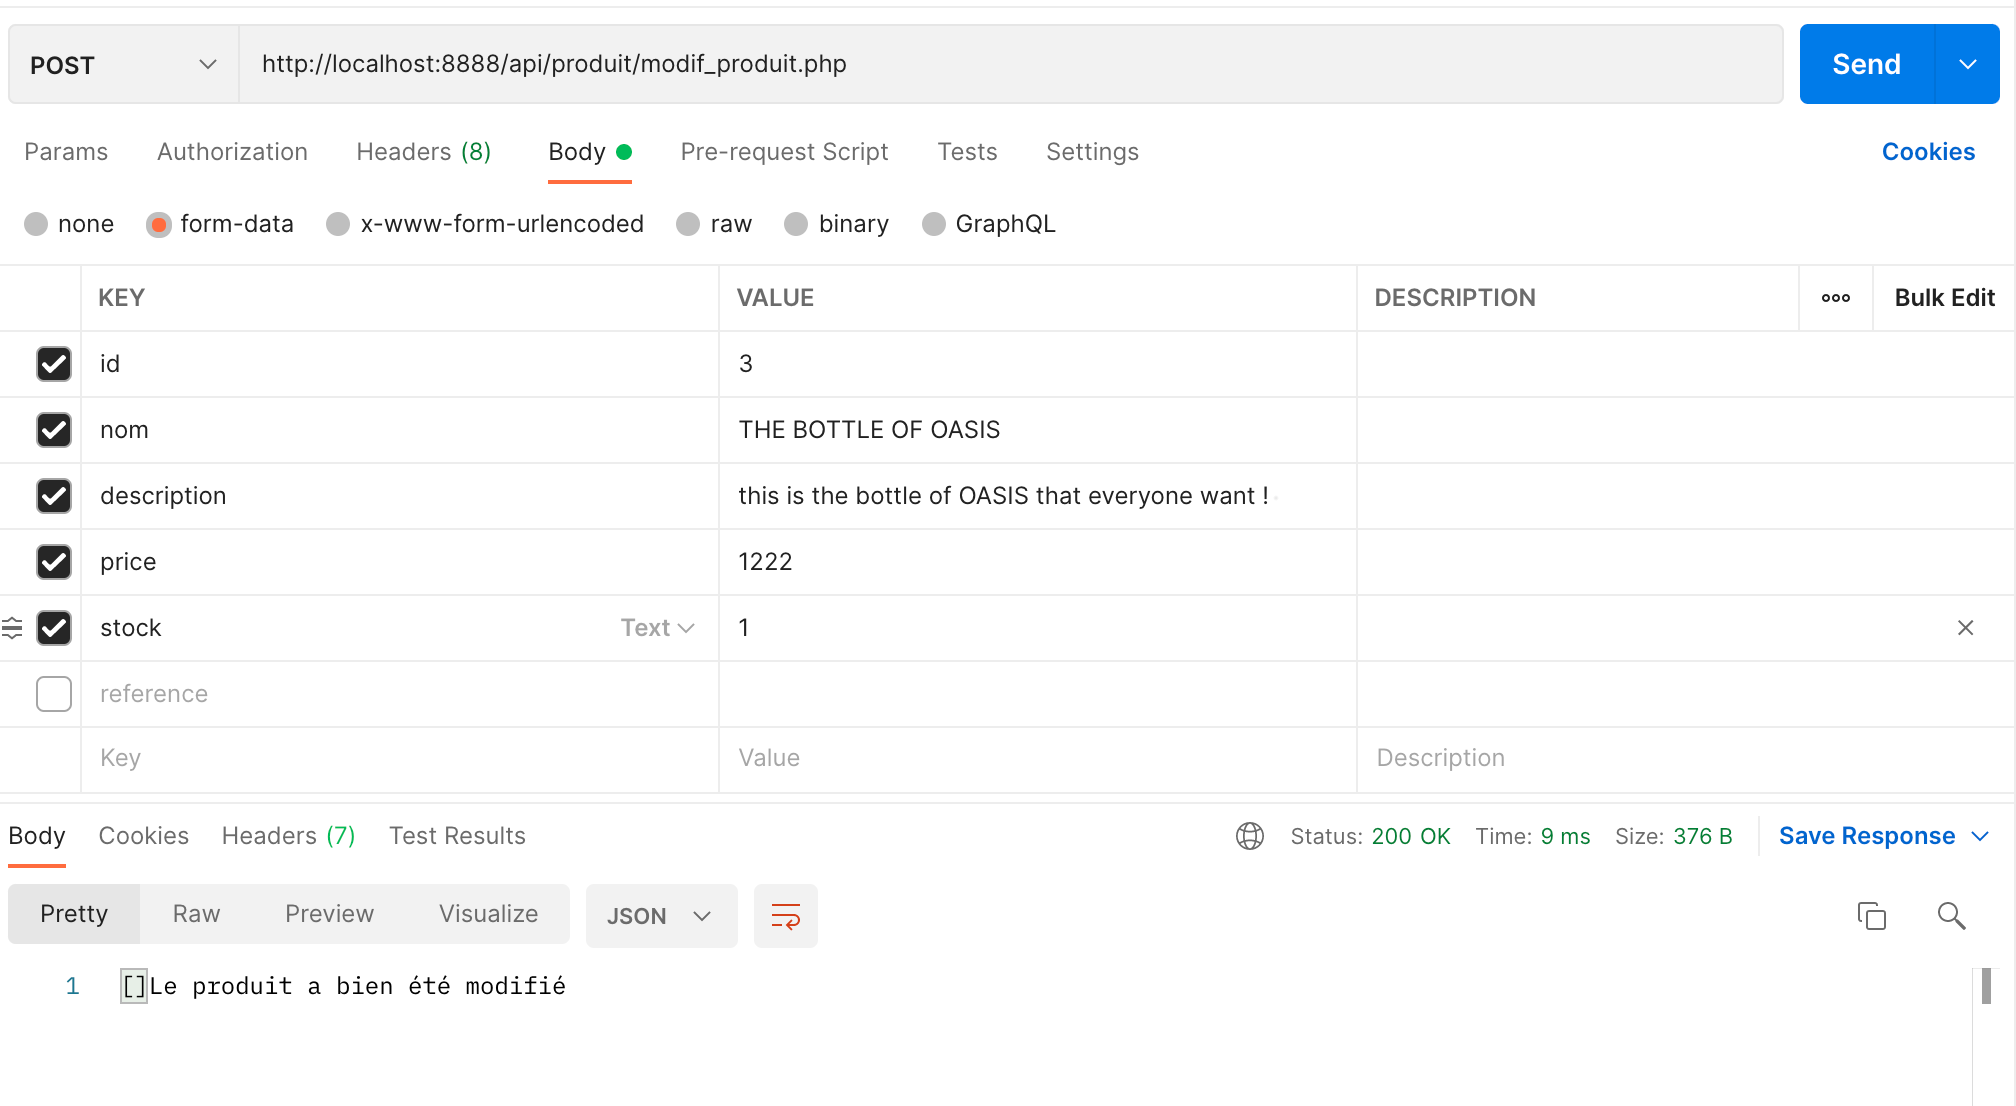 POST http://localhost:8888/api/produit/modif_produit.php Send
Params Authorization Headers (8) Body Pre-request Script Tests Settings Cookies
none form-data x-www-form-urlencoded raw binary GraphQL
KEY VALUE DESCRIPTION Bulk Edit
id 3
nom THE BOTTLE OF OASIS
description this is the bottle of OASIS that everyone want !
price 1222
stock Text 1
reference
Key Value Description
Body Cookies Headers (7) Test Results Status: 200 OK Time: 9 ms Size: 376 B Save Response
Pretty Raw Preview Visualize JSON
1 []Le produit a bien été modifié